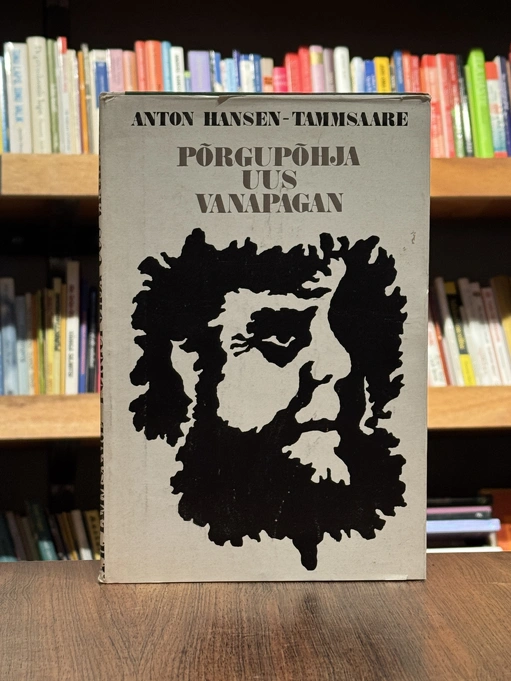 ANTON HANSEN-TAMMSAARE
PÕRGUPÕHJA
UUS
VANAPAGAN